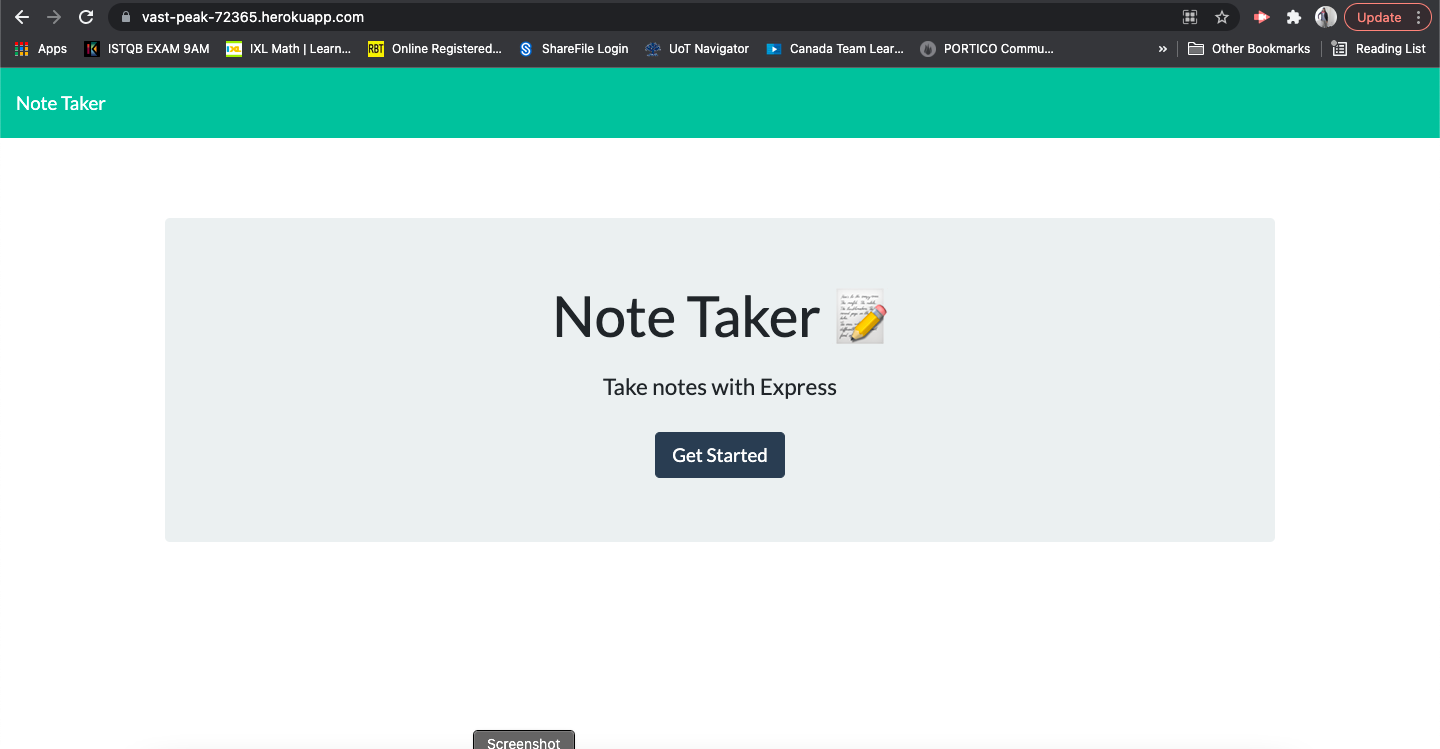 vast-peak-72365.herokuapp.com
Update
Apps ISTQB EXAM 9AM IXL Math | Learn... RBT Online Registered... ShareFile Login UoT Navigator Canada Team Lear... PORTICO Commu... » Other Bookmarks Reading List
Note Taker
Note Taker
Take notes with Express
Get Started
Screenshot